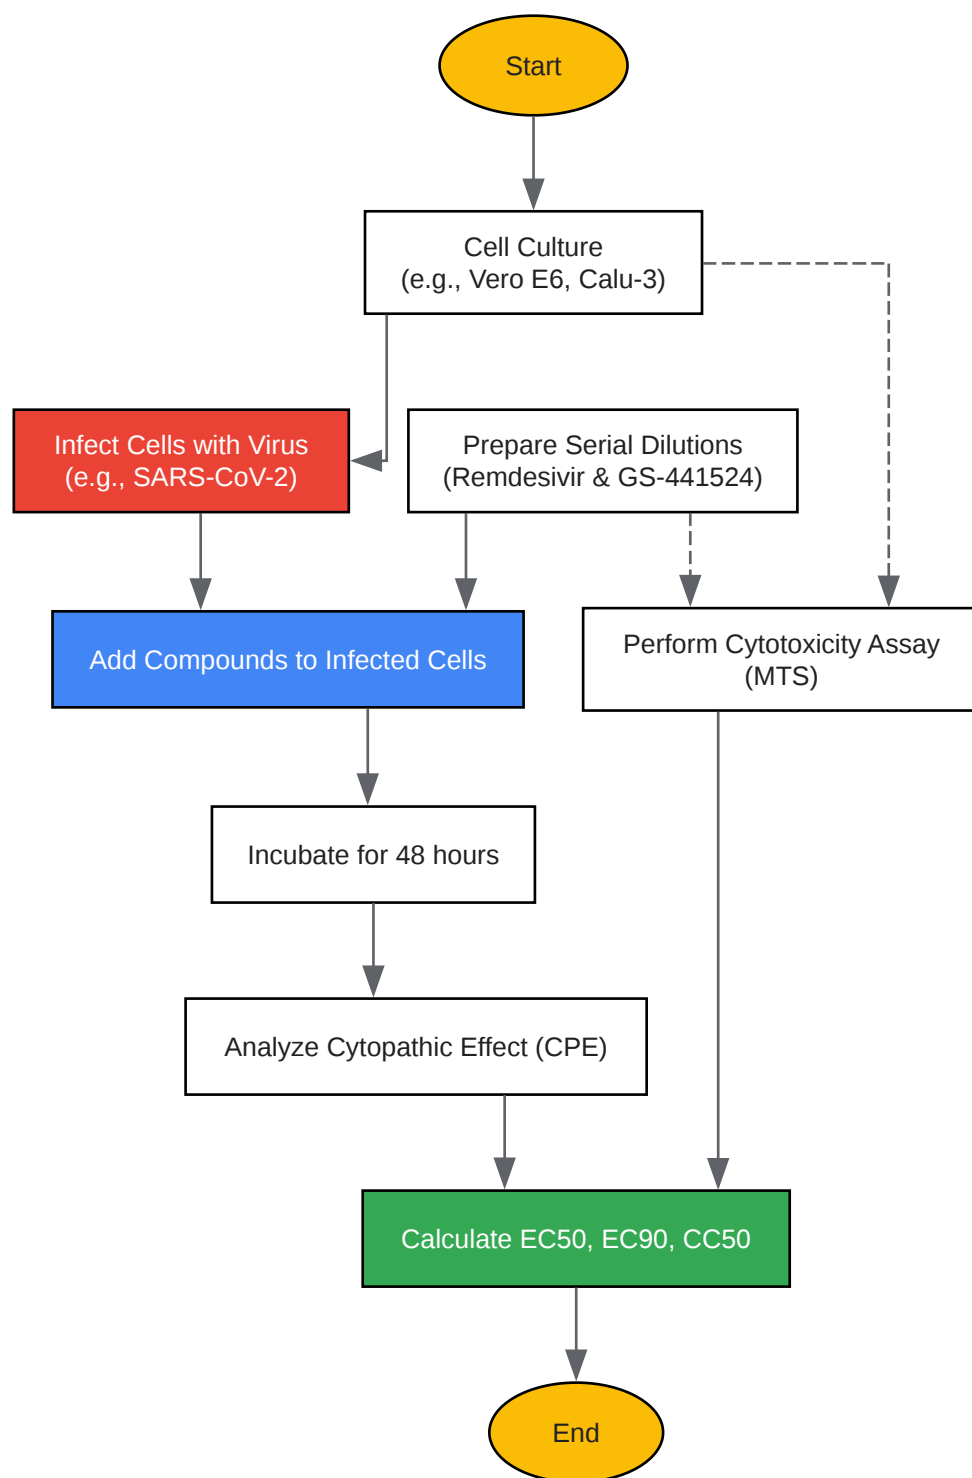 Start
Cell Culture
(e.g., Vero E6, Calu-3)
Infect Cells with Virus
(e.g., SARS-CoV-2)
Prepare Serial Dilutions
(Remdesivir & GS-441524)
Add Compounds to Infected Cells
Perform Cytotoxicity Assay
(MTS)
Incubate for 48 hours
Analyze Cytopathic Effect (CPE)
Calculate EC50, EC90, CC50
End